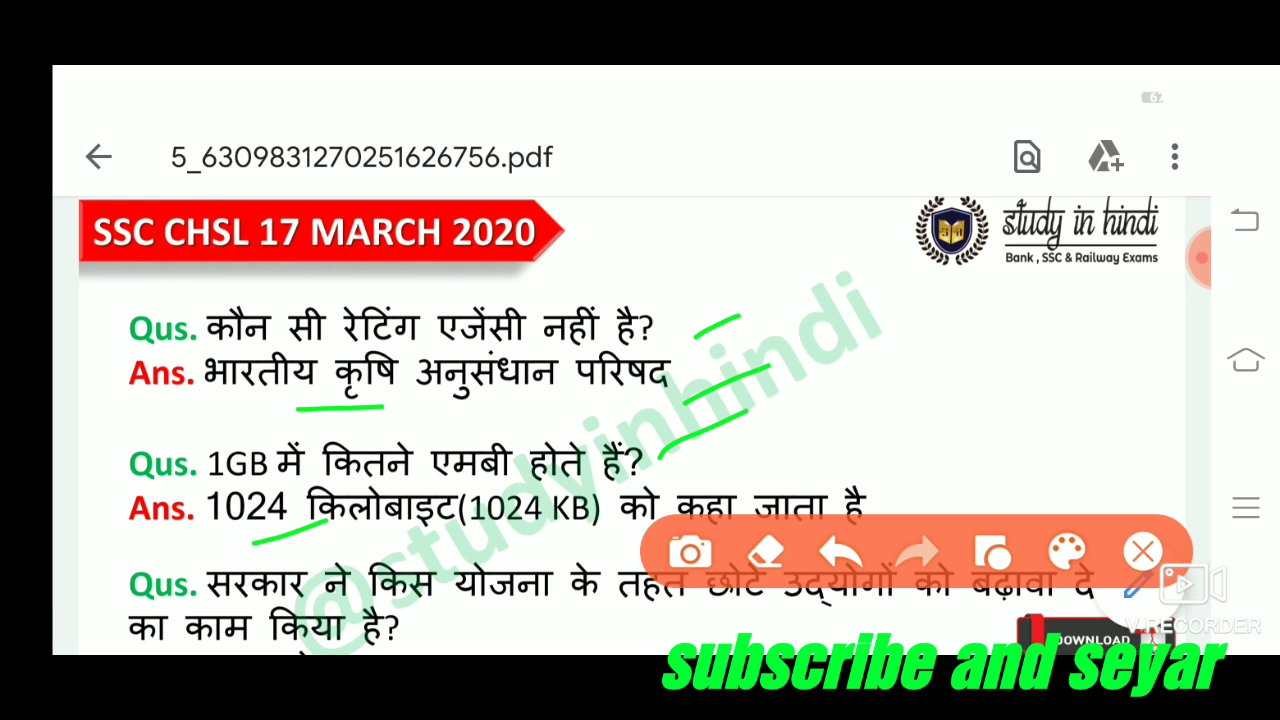 67
5_6309831270251626756.pdf
SSC CHSL 17 MARCH 2020
study in hindi
Bank , SSC & Railway Exams
Qus. कौन सी रेटिंग एजेंसी नहीं है?
Ans. भारतीय कृषि अनुसंधान परिषद
Qus. 1GB में कितने एमबी होते हैं?
Ans. 1024 किलोबाइट(1024 KB) को कहा जाता है
Qus. सरकार ने किस योजना के तहत छोटे उद्योगों को बढ़ावा दे
का काम किया है?
@studyinhindi
V.RECORDER
DOWNLOAD
subscribe and seyar